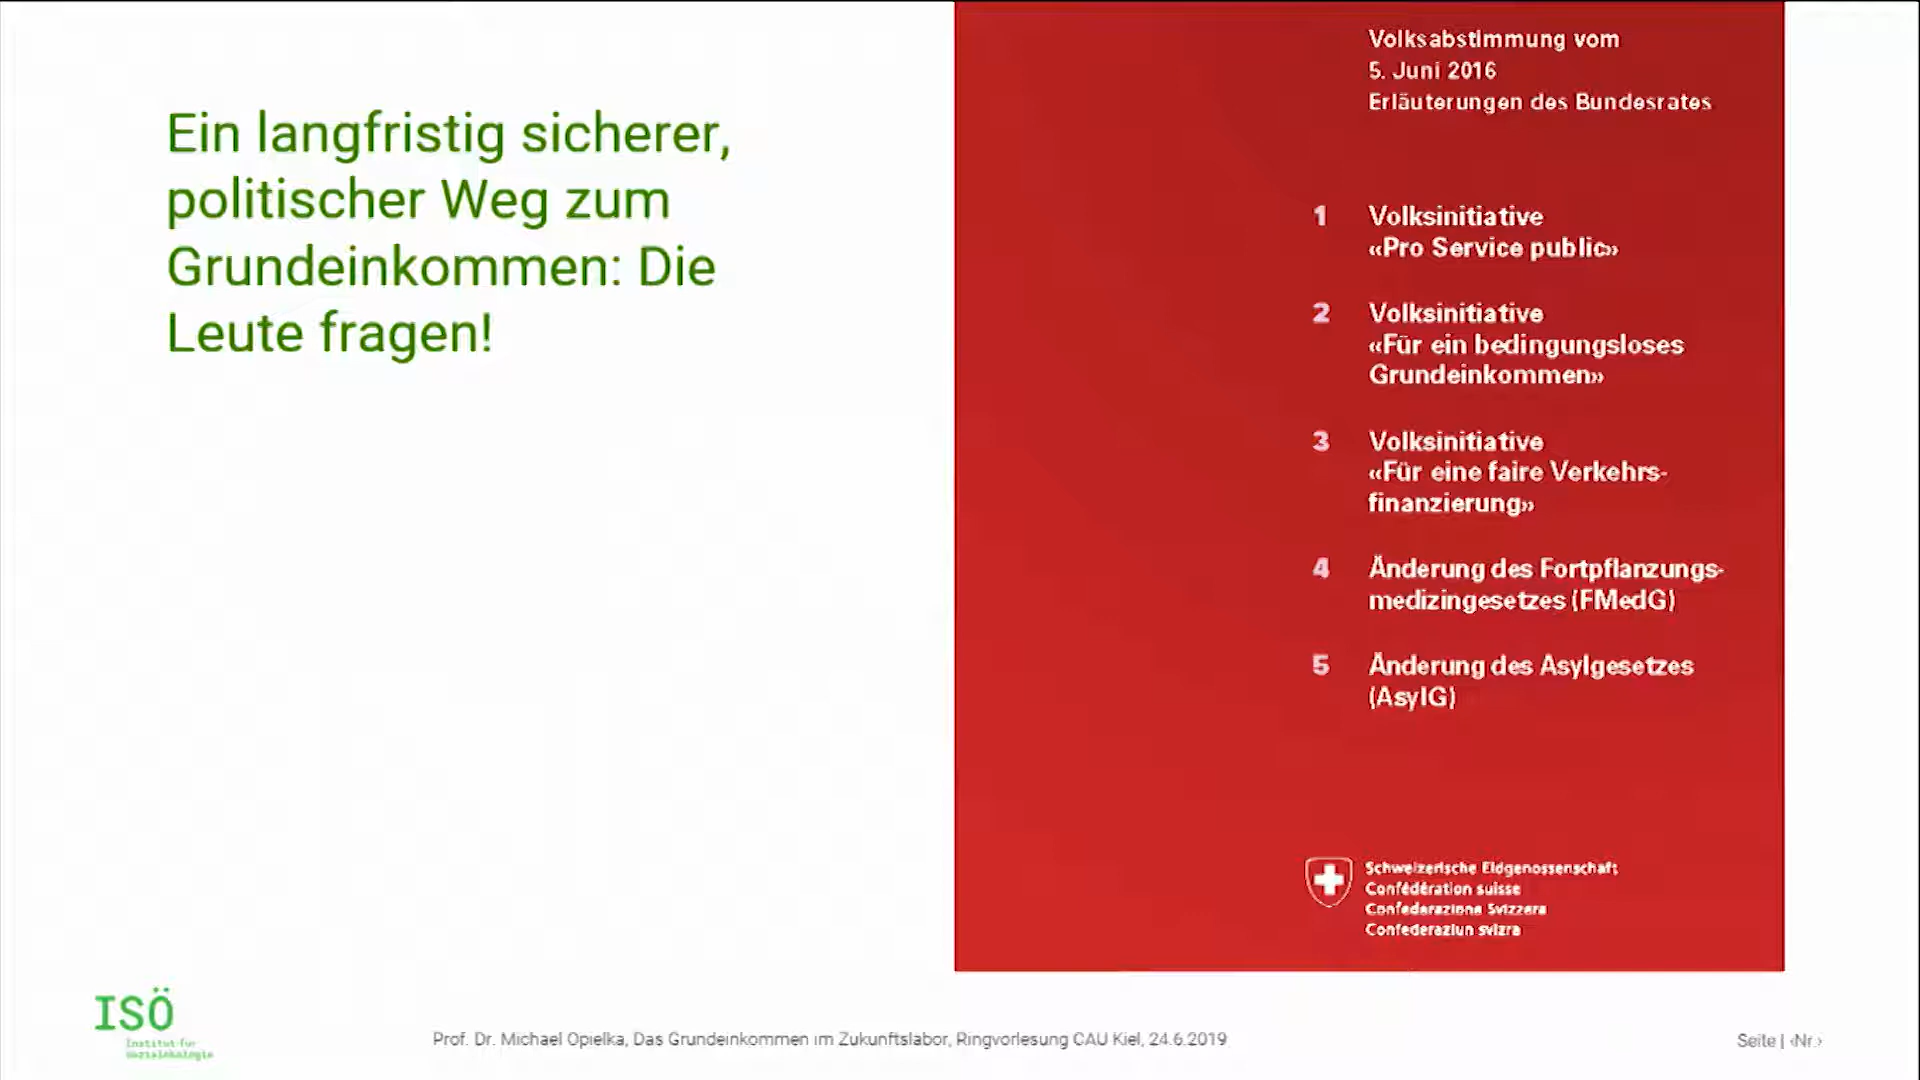 Ein langfristig sicherer,
politischer Weg zum
Grundeinkommen: Die
Leute fragen!
Volksabstimmung vom
5. Juni 2016
Erläuterungen des Bundesrates
1 Volksinitiative
«Pro Service public»
2 Volksinitiative
«Für ein bedingungsloses
Grundeinkommen»
3 Volksinitiative
«Für eine faire Verkehrs-
finanzierung»
4 Änderung des Fortpflanzungs-
medizingesetzes (FMedG)
5 Änderung des Asylgesetzes
(AsylG)
Schweizerische Eidgenossenschaft
Confédération suisse
Confederazione Svizzera
Confederaziun svizra
ISÖ
Institut für
Sozialökologie
Prof. Dr. Michael Opielka, Das Grundeinkommen im Zukunftslabor, Ringvorlesung CAU Kiel, 24.6.2019
Seite | ‹Nr.›